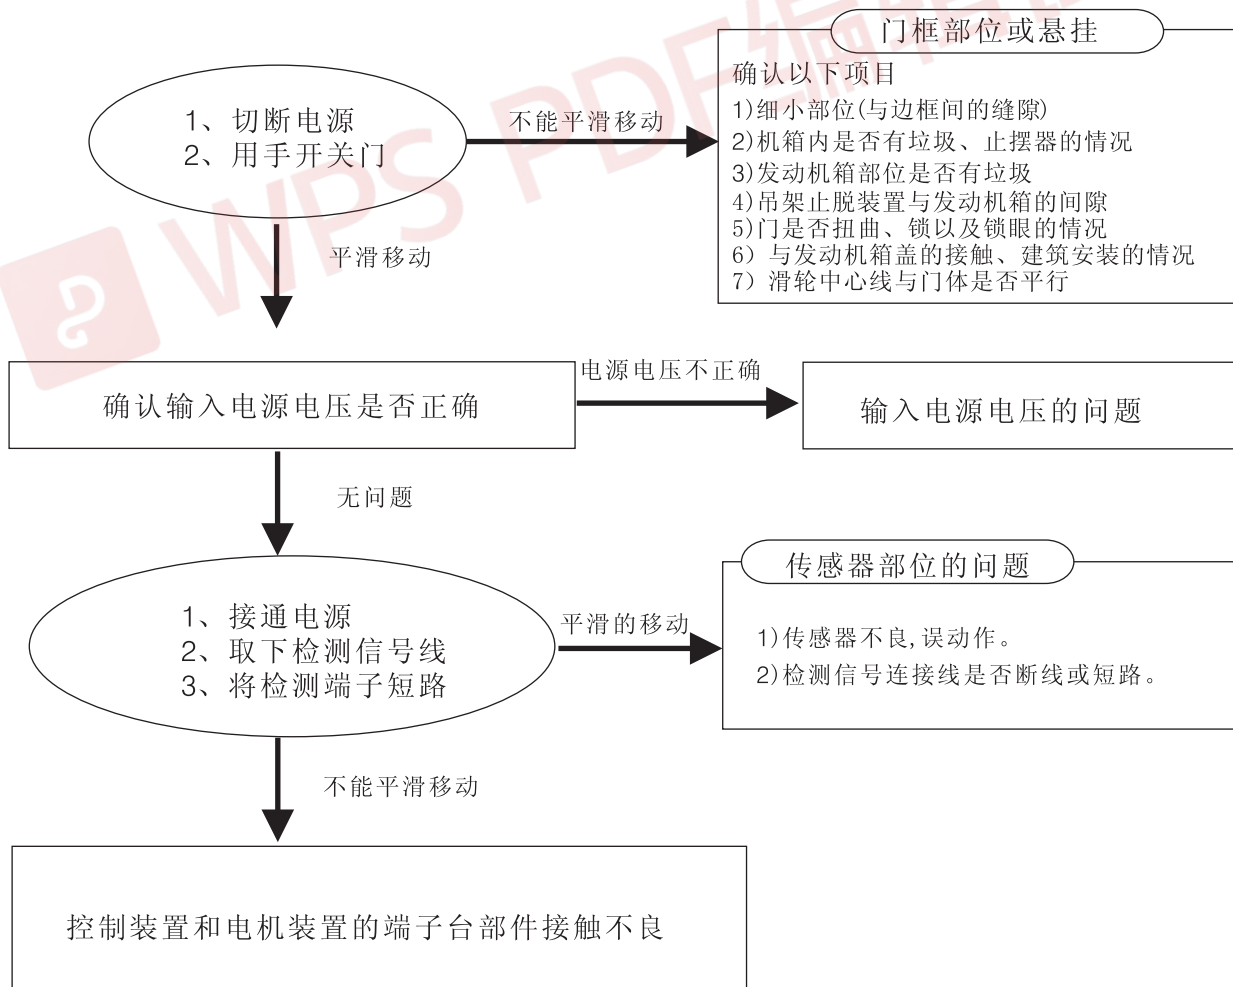 WPS PDF编辑
门框部位或悬挂
确认以下项目
1)细小部位(与边框间的缝隙)
2)机箱内是否有垃圾、止摆器的情况
3)发动机箱部位是否有垃圾
4)吊架止脱装置与发动机箱的间隙
5)门是否扭曲、锁以及锁眼的情况
6）与发动机箱盖的接触、建筑安装的情况
7）滑轮中心线与门体是否平行
1、切断电源
2、用手开关门
不能平滑移动
平滑移动
确认输入电源电压是否正确
电源电压不正确
输入电源电压的问题
无问题
1、接通电源
2、取下检测信号线
3、将检测端子短路
平滑的移动
传感器部位的问题
1)传感器不良,误动作。
2)检测信号连接线是否断线或短路。
不能平滑移动
控制装置和电机装置的端子台部件接触不良